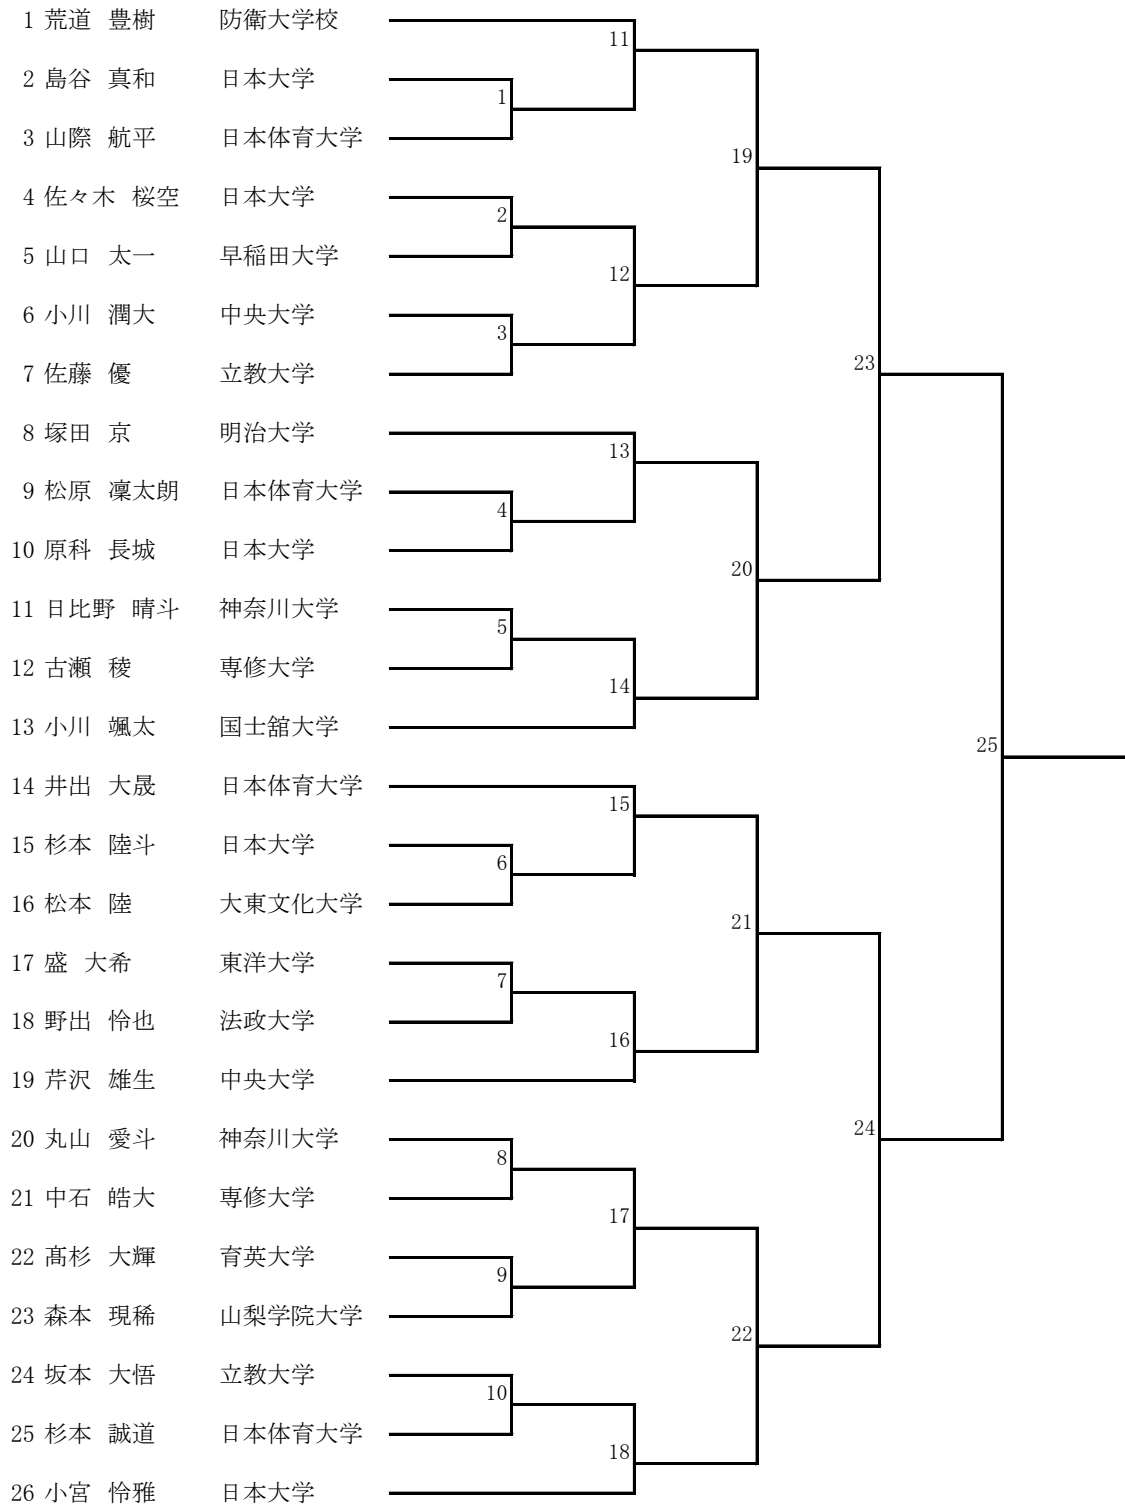 1 荒道 豊樹 防衛大学校
11
2 島谷 真和 日本大学
1
3 山際 航平 日本体育大学
19
4 佐々木 桜空 日本大学
2
5 山口 太一 早稲田大学
12
6 小川 潤大 中央大学
3
7 佐藤 優 立教大学
23
8 塚田 京 明治大学
13
9 松原 凜太朗 日本体育大学
4
10 原科 長城 日本大学
20
11 日比野 晴斗 神奈川大学
5
12 古瀬 稜 専修大学
14
13 小川 颯太 国士舘大学
25
14 井出 大晟 日本体育大学
15
15 杉本 陸斗 日本大学
6
16 松本 陸 大東文化大学
21
17 盛 大希 東洋大学
7
18 野出 怜也 法政大学
16
19 芹沢 雄生 中央大学
24
20 丸山 愛斗 神奈川大学
8
21 中石 皓大 専修大学
17
22 髙杉 大輝 育英大学
9
23 森本 現稀 山梨学院大学
22
24 坂本 大悟 立教大学
10
25 杉本 誠道 日本体育大学
18
26 小宮 怜雅 日本大学